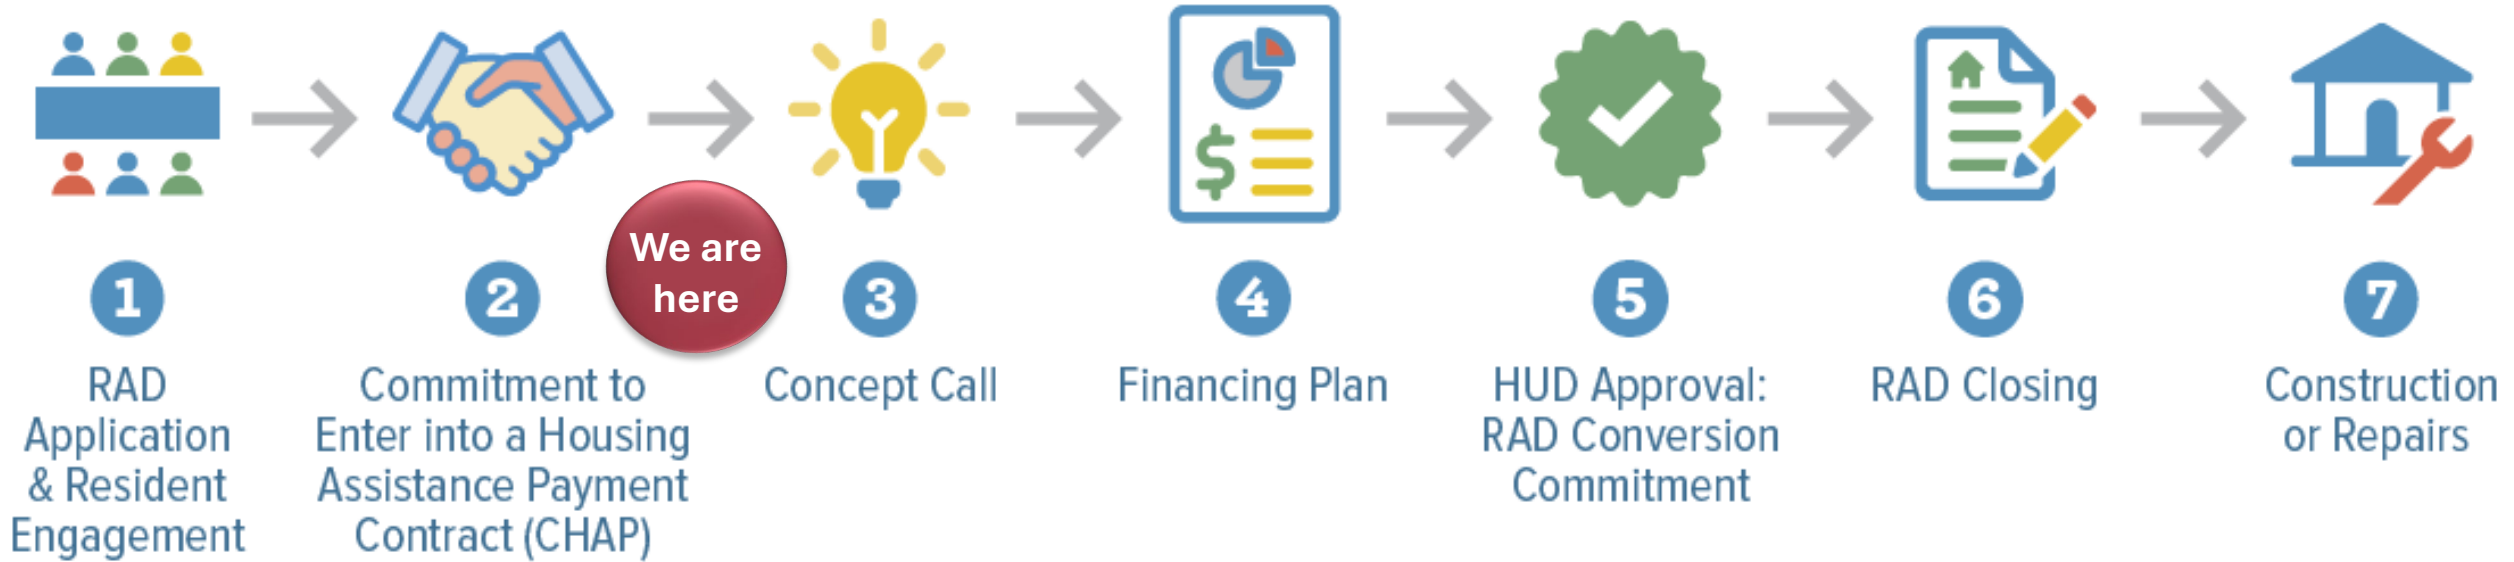 We are
here
1
RAD
Application
& Resident
Engagement
2
Commitment to
Enter into a Housing
Assistance Payment
Contract (CHAP)
3
Concept Call
$
4
Financing Plan
5
HUD Approval:
RAD Conversion
Commitment
6
RAD Closing
7
Construction
or Repairs